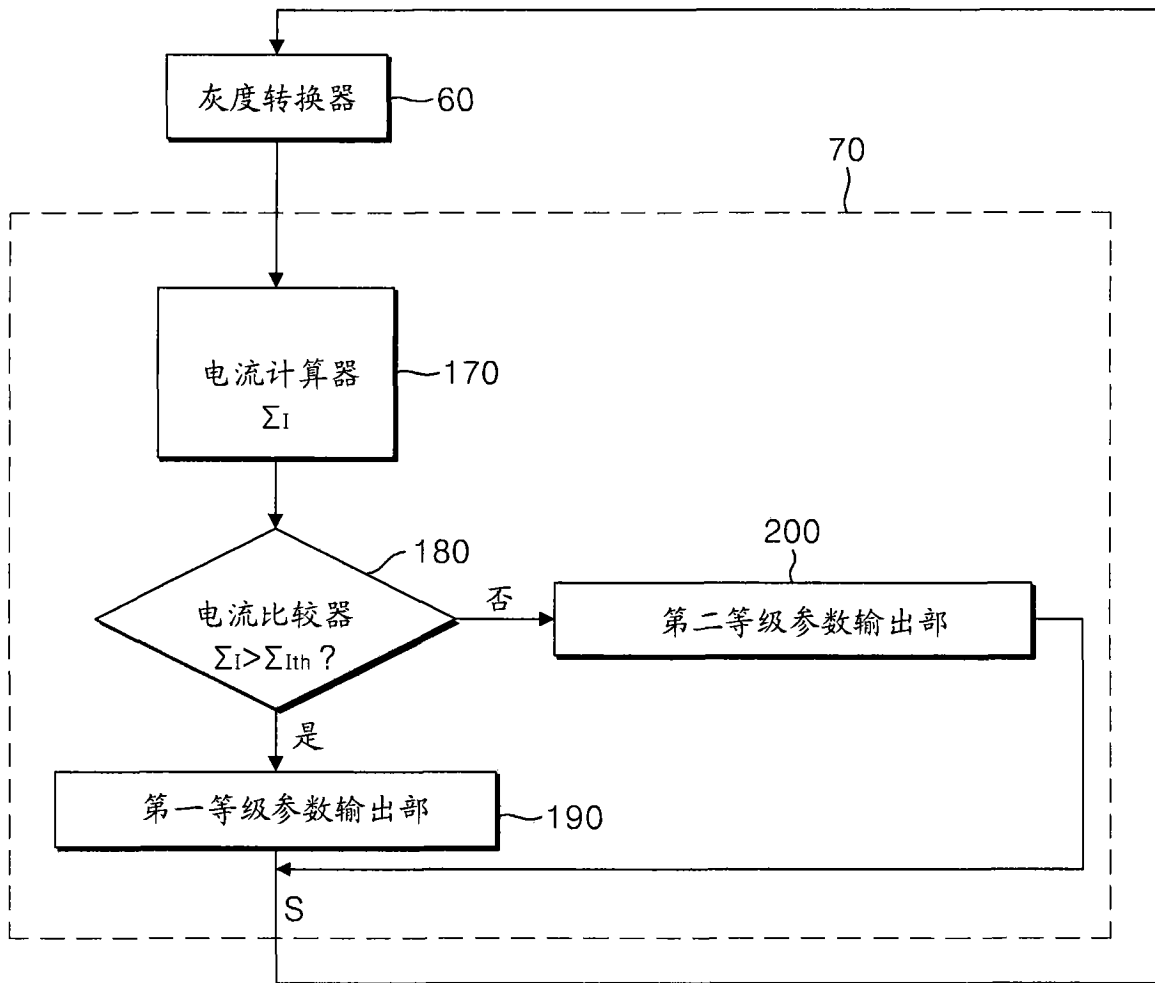 灰度转换器
60
70
电流计算器
ΣI
170
180
电流比较器
ΣI>ΣIth ?
否
200
第二等级参数输出部
是
第一等级参数输出部
190
S